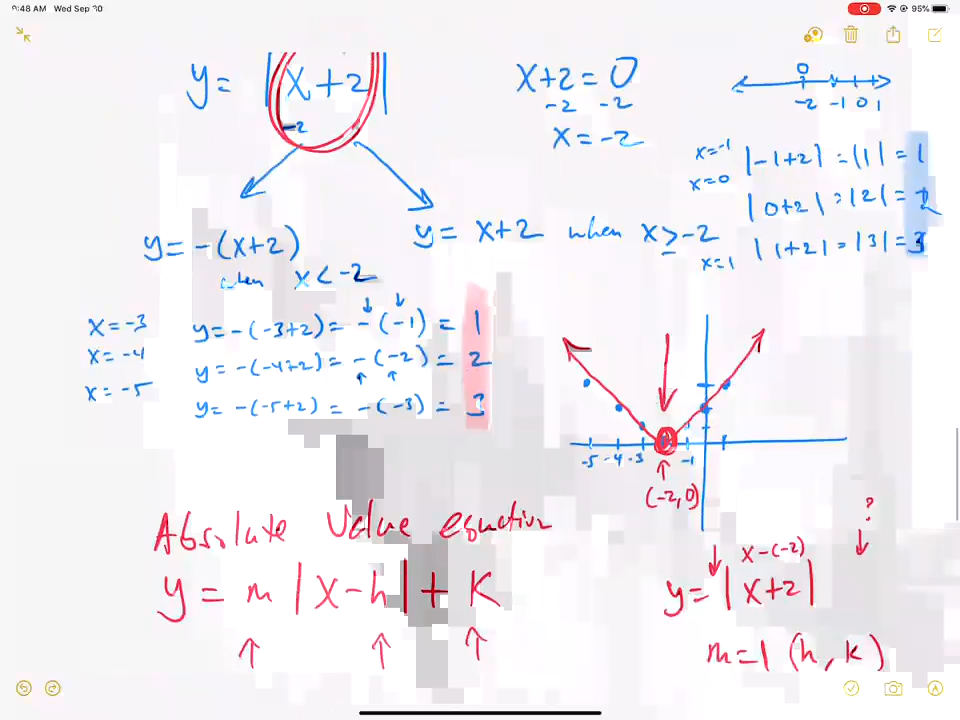 9:48 AM Wed Sep 30
95%
y = |x+2|
-2
x+2 = 0
-2 -2
x = -2
0
-2 -1 0 1
x=-1 |-1+2| = |1| = 1
x=0 |0+2| = |2| = 2
x=1 |1+2| = |3| = 3
y = -(x+2)
when x < -2
y = x+2 when x ≥ -2
x = -3 y = -(-3+2) = -(-1) = 1
x = -4 y = -(-4+2) = -(-2) = 2
x = -5 y = -(-5+2) = -(-3) = 3
-5 -4 -3 -1
(-2,0)
Absolute Value equation
y = m |x-h| + k
?
x-(-2)
y = |x+2|
m=1 (h, k)